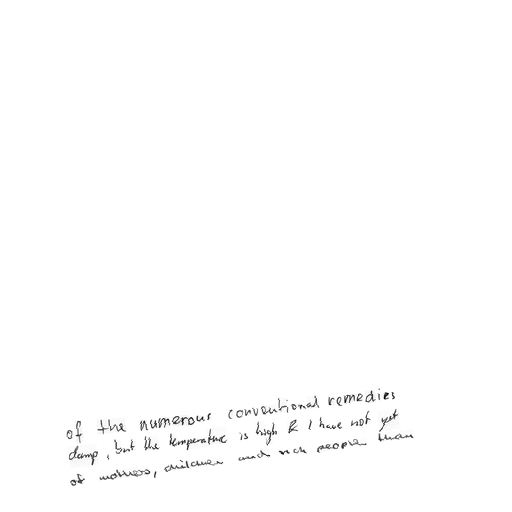 of the numerous conventional remedies
damp, but the temperature is high & I have not yet
of mothers, children and rich people than